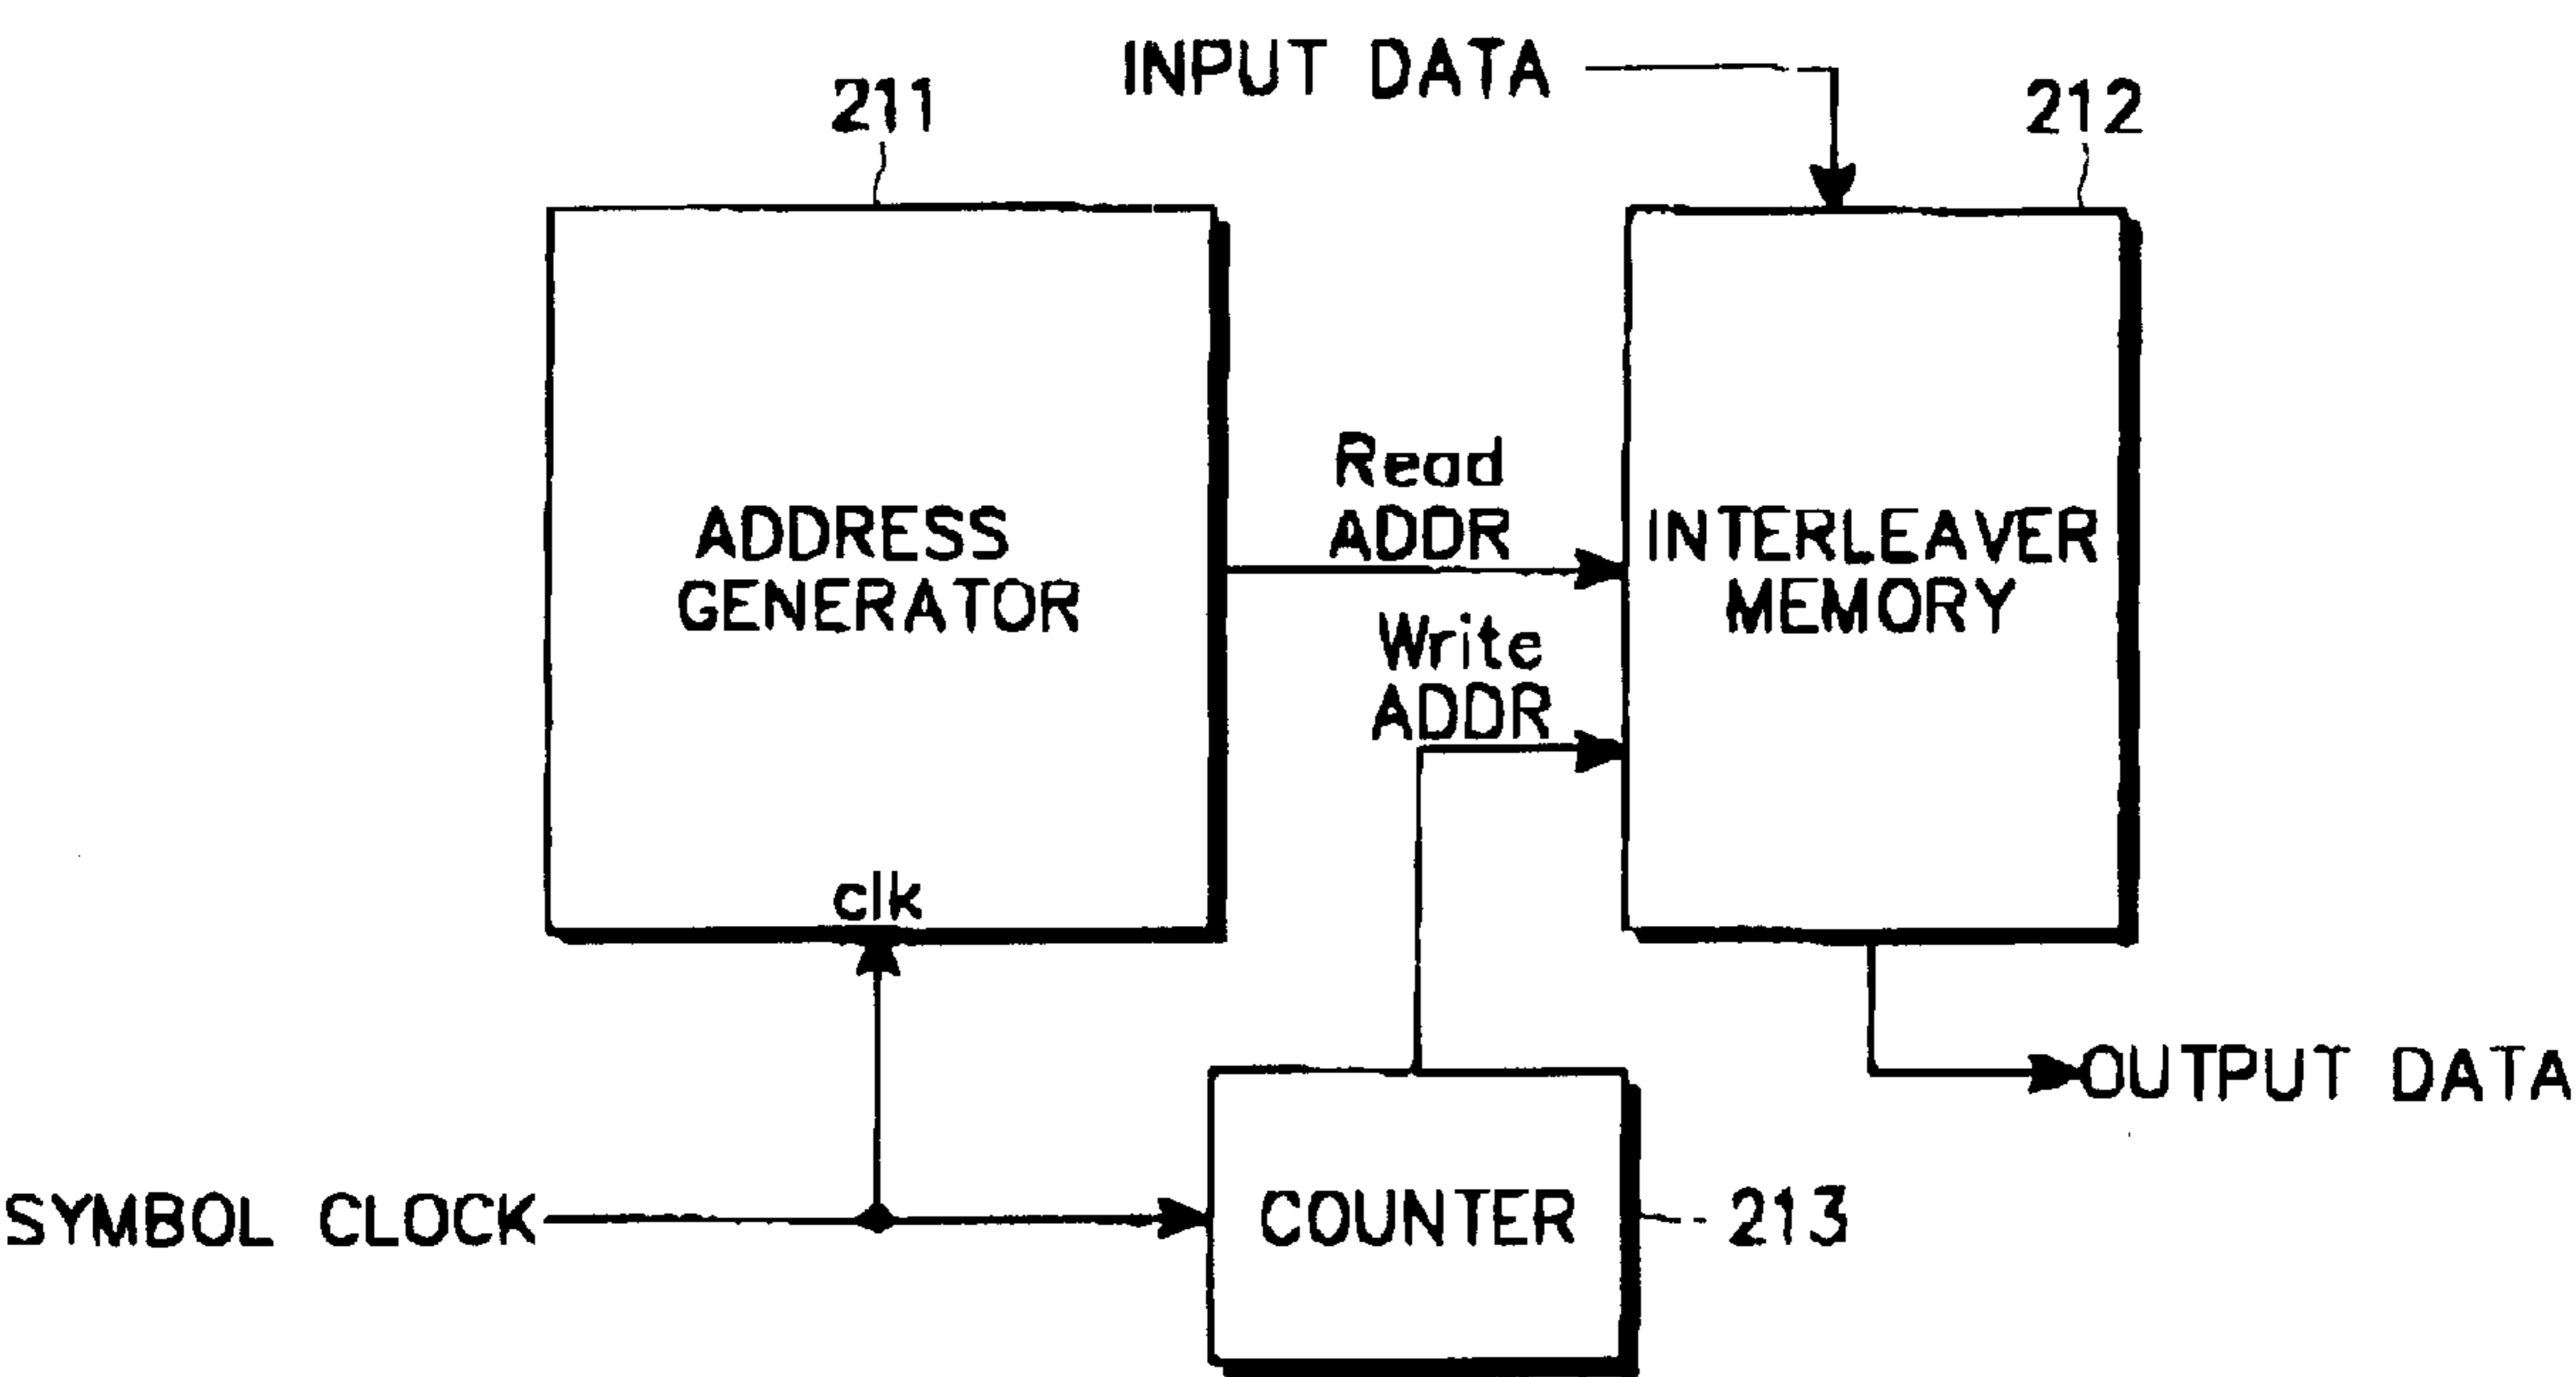 INPUT DATA
211
212
Read
ADDR
ADDRESS
GENERATOR
INTERLEAVER
MEMORY
Write
ADDR
clk
OUTPUT DATA
SYMBOL CLOCK
COUNTER
213